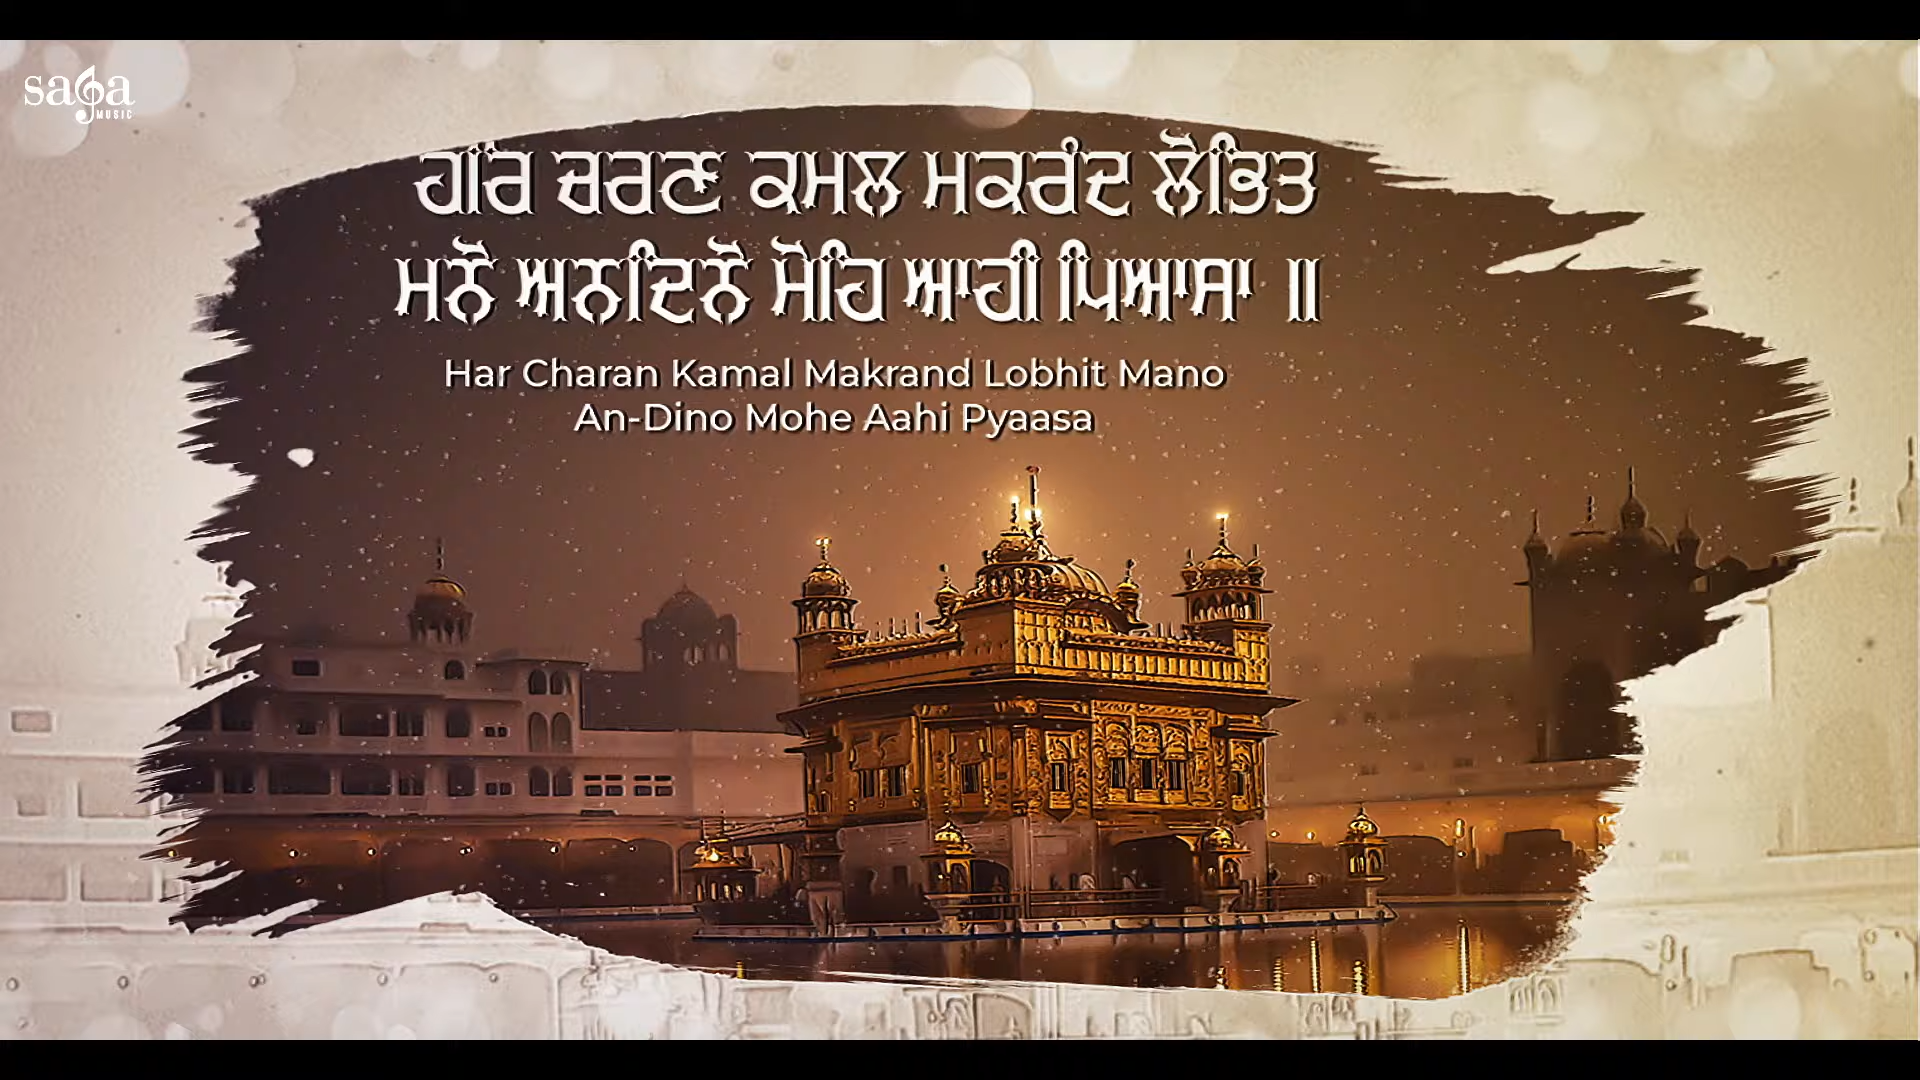 saga
MUSIC
ਹਰਿ ਚਰਣ ਕਮਲ ਮਕਰੰਦ ਲੋਭਿਤ
ਮਨੋ ਅਨਦਿਨੋ ਮੋਹਿ ਆਹੀ ਪਿਆਸਾ ॥
Har Charan Kamal Makrand Lobhit Mano
An-Dino Mohe Aahi Pyaasa